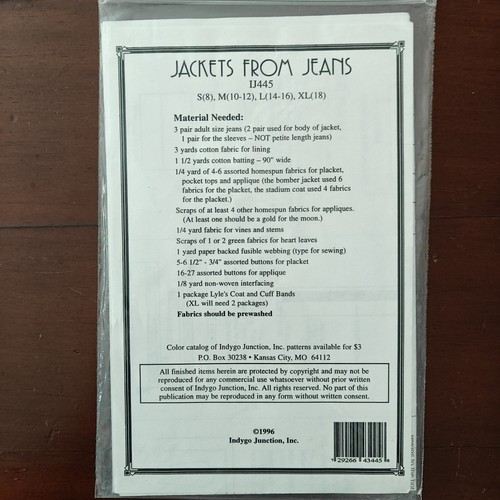 JACKETS FROM JEANS
IJ445
S(8), M(10-12), L(14-16), XL(18)
Material Needed:
3 pair adult size jeans (2 pair used for body of jacket,
1 pair for the sleeves – NOT petite length jeans)
3 yards cotton fabric for lining
1 1/2 yards cotton batting – 90" wide
1/4 yard of 4-6 assorted homespun fabrics for placket,
pocket tops and applique (the bomber jacket used 6
fabrics for the placket, the stadium coat used 4 fabrics
for the placket.)
Scraps of at least 4 other homespun fabrics for appliques.
(At least one should be a gold for the moon.)
1/4 yard fabric for vines and stems
Scraps of 1 or 2 green fabrics for heart leaves
1 yard paper backed fusible webbing (type for sewing)
5-6 1/2" - 3/4" assorted buttons for placket
16-27 assorted buttons for applique
1/8 yard non-woven interfacing
1 package Lyle's Coat and Cuff Bands
(XL will need 2 packages)
Fabrics should be prewashed
Color catalog of Indygo Junction, Inc. patterns available for $3
P.O. Box 30238 • Kansas City, MO 64112
All finished items herein are protected by copyright and may not be
reproduced for any commercial use whatsoever without prior written
consent of Indygo Junction, Inc. All rights reserved. No part of this
publication may be reproduced in any form without written consent.
©1996
Indygo Junction, Inc.
7 29266 43445 8